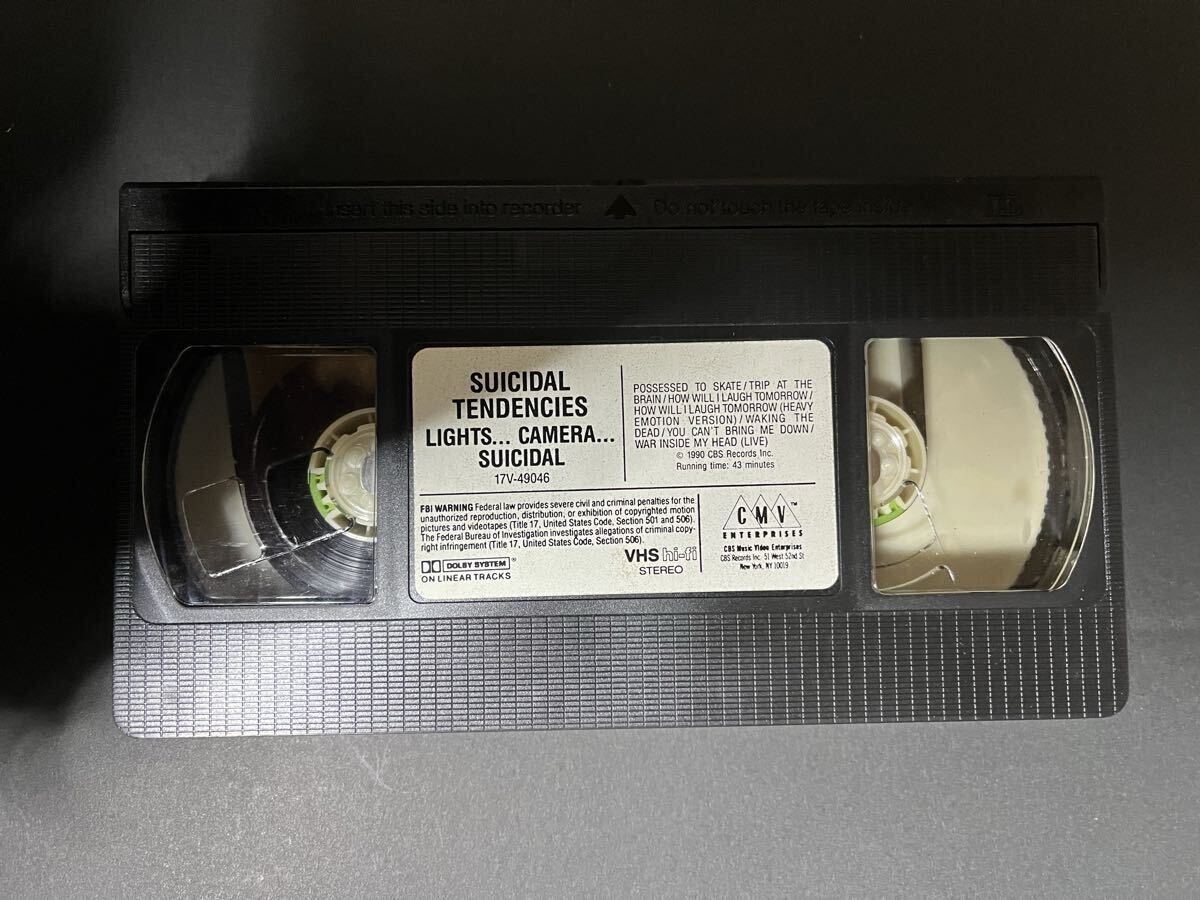 Insert this side into recorder Do not touch the tape inside
SUICIDAL
TENDENCIES
LIGHTS... CAMERA...
SUICIDAL
17V-49046
POSSESSED TO SKATE/TRIP AT THE
BRAIN/HOW WILL I LAUGH TOMORROW/
HOW WILL I LAUGH TOMORROW (HEAVY
EMOTION VERSION)/WAKING THE
DEAD/YOU CAN'T BRING ME DOWN/
WAR INSIDE MY HEAD (LIVE)
© 1990 CBS Records Inc.
Running time: 43 minutes
FBI WARNING Federal law provides severe civil and criminal penalties for the
unauthorized reproduction, distribution, or exhibition of copyrighted motion
pictures and videotapes (Title 17, United States Code, Section 501 and 506).
The Federal Bureau of Investigation investigates allegations of criminal copy-
right infringement (Title 17, United States Code, Section 506).
DOLBY SYSTEM®
ON LINEAR TRACKS
VHS hi-fi
STEREO
CMV™
ENTERPRISES
CBS Music Video Enterprises
CBS Records Inc. 51 West 52nd St
New York, NY 10019